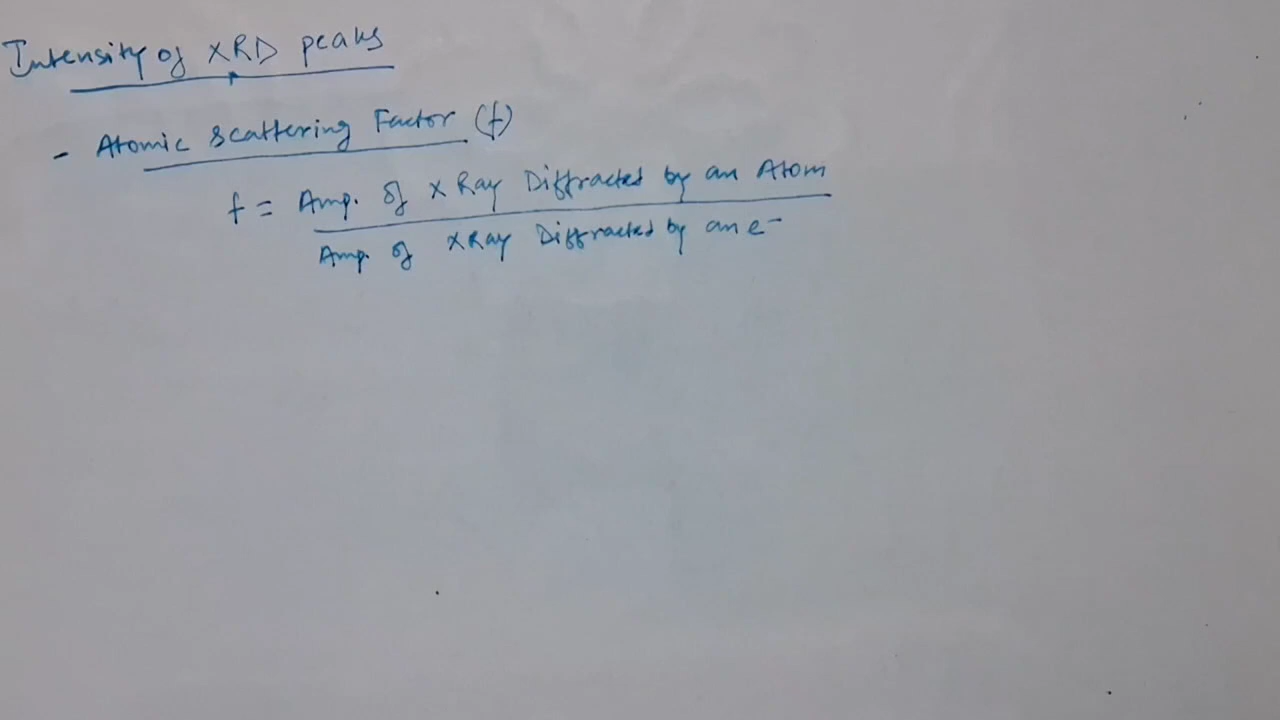 Intensity of XRD peaks
- Atomic Scattering Factor (f)
f = Amp. of X Ray Diffracted by an Atom
Amp. of X Ray Diffracted by an e⁻